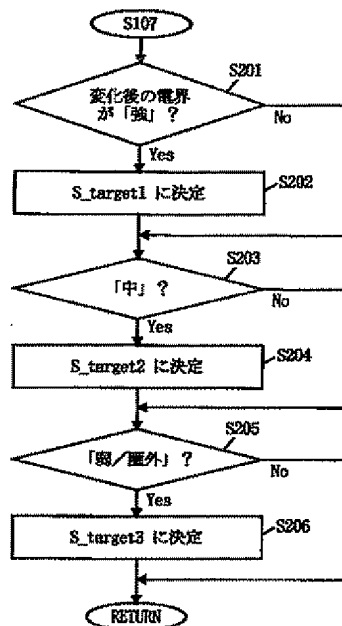 S107
S201
変化後の電界
が「強」?
No
Yes
S202
S_target1 に決定
S203
「中」?
No
Yes
S204
S_target2 に決定
S205
「弱/圏外」?
No
Yes
S206
S_target3 に決定
RETURN